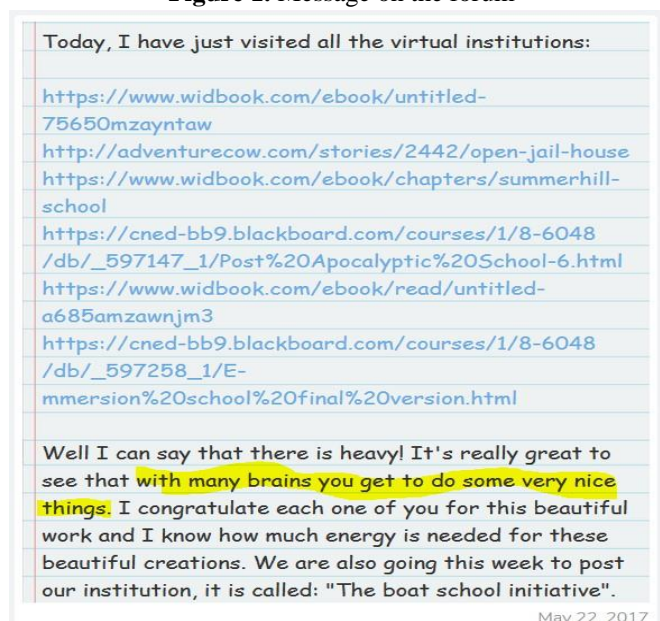 Today, I have just visited all the virtual institutions:
https://www.widbook.com/ebook/untitled-
75650mzayntaw
http://adventurecow.com/stories/2442/open-jail-house
https://www.widbook.com/ebook/chapters/summerhill-
school
https://cned-bb9.blackboard.com/courses/1/8-6048
/db/_597147_1/Post%20Apocalyptic%20School-6.html
https://www.widbook.com/ebook/read/untitled-
a685amzawnjm3
https://cned-bb9.blackboard.com/courses/1/8-6048
/db/_597258_1/E-
mmersion%20school%20final%20version.html
Well I can say that there is heavy! It's really great to
see that with many brains you get to do some very nice
things. I congratulate each one of you for this beautiful
work and I know how much energy is needed for these
beautiful creations. We are also going this week to post
our institution, it is called: "The boat school initiative".
May 22, 2017